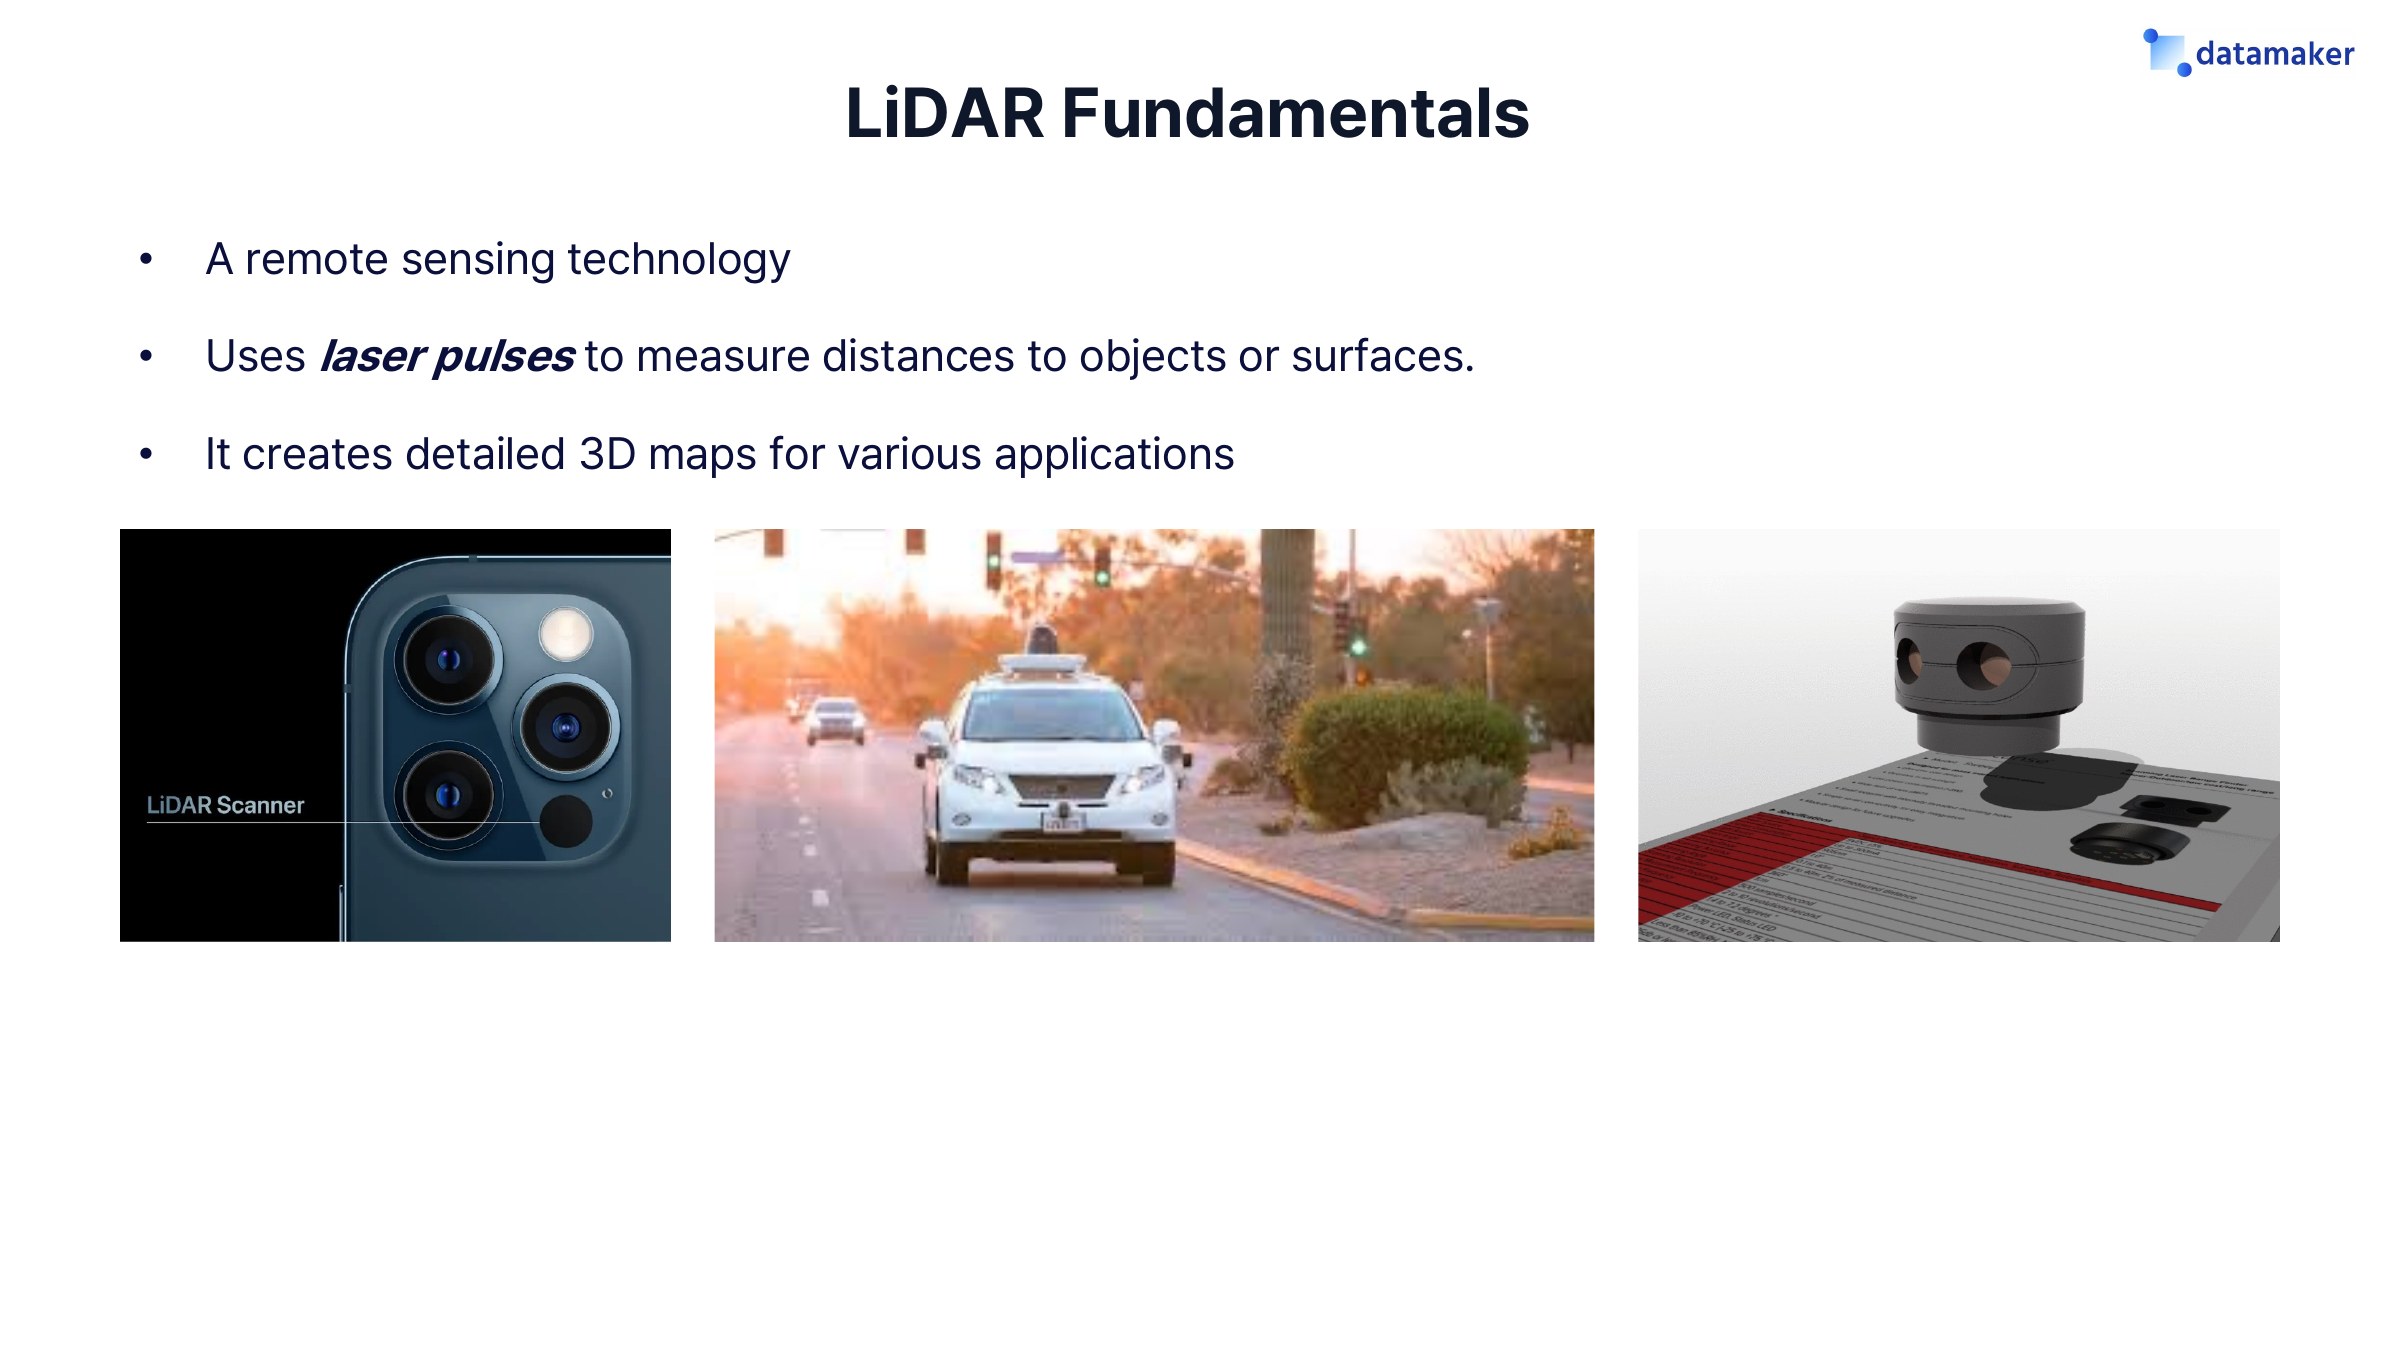 datamaker
LiDAR Fundamentals
• A remote sensing technology
• Uses laser pulses to measure distances to objects or surfaces.
• It creates detailed 3D maps for various applications
LiDAR Scanner
Specification